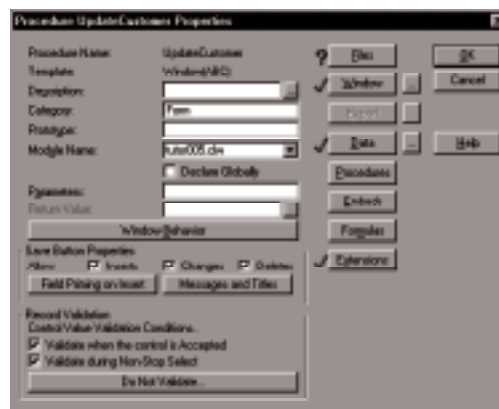 Procedure UpdateCustomer Properties
Procedure Name: UpdateCustomer
Template: Window(ABC)
Description:
Category: Form
Prototype:
Module Name: tutor005.clw
Declare Globally
Parameters:
Return Value:
Window Behavior
Save Button Properties
Allow: Inserts Changes Deletes
Field Priming on Insert Messages and Titles
Record Validation
Control Value Validation Conditions...
Validate when the control is Accepted
Validate during Non-Stop Select
Do Not Validate...
? Files
Window ...
Report
Data ...
Procedures
Embeds
Formulas
Extensions
OK
Cancel
Help